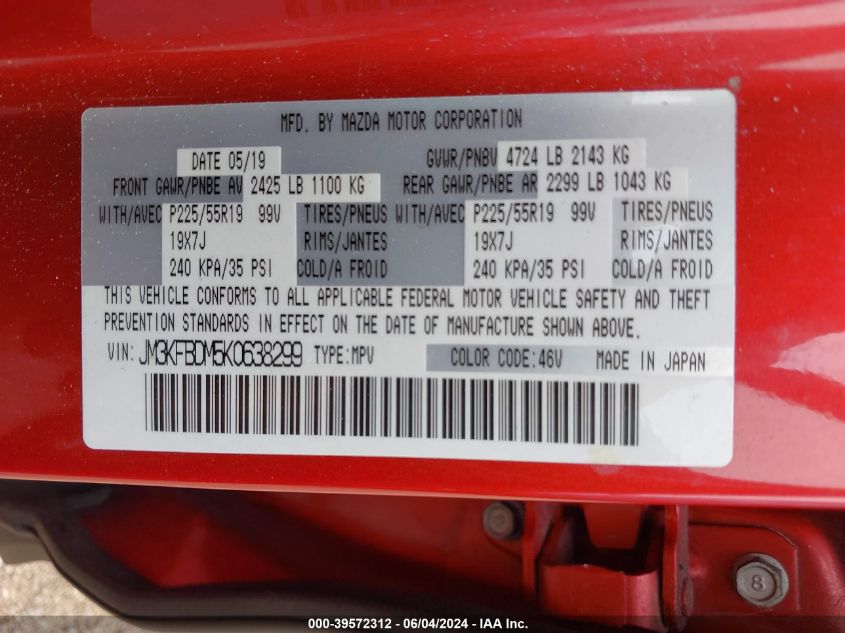 MFD. BY MAZDA MOTOR CORPORATION
DATE 05/19 GVWR/PNBV 4724 LB 2143 KG
FRONT GAWR/PNBE AV 2425 LB 1100 KG REAR GAWR/PNBE AR 2299 LB 1043 KG
WITH/AVEC P225/55R19 99V TIRES/PNEUS WITH/AVEC P225/55R19 99V TIRES/PNEUS
19X7J RIMS/JANTES 19X7J RIMS/JANTES
240 KPA/35 PSI COLD/A FROID 240 KPA/35 PSI COLD/A FROID
THIS VEHICLE CONFORMS TO ALL APPLICABLE FEDERAL MOTOR VEHICLE SAFETY AND THEFT
PREVENTION STANDARDS IN EFFECT ON THE DATE OF MANUFACTURE SHOWN ABOVE.
VIN: JM3KFBDM5K0638299 TYPE:MPV COLOR CODE:46V MADE IN JAPAN
8
000-39572312 - 06/04/2024 - IAA Inc.